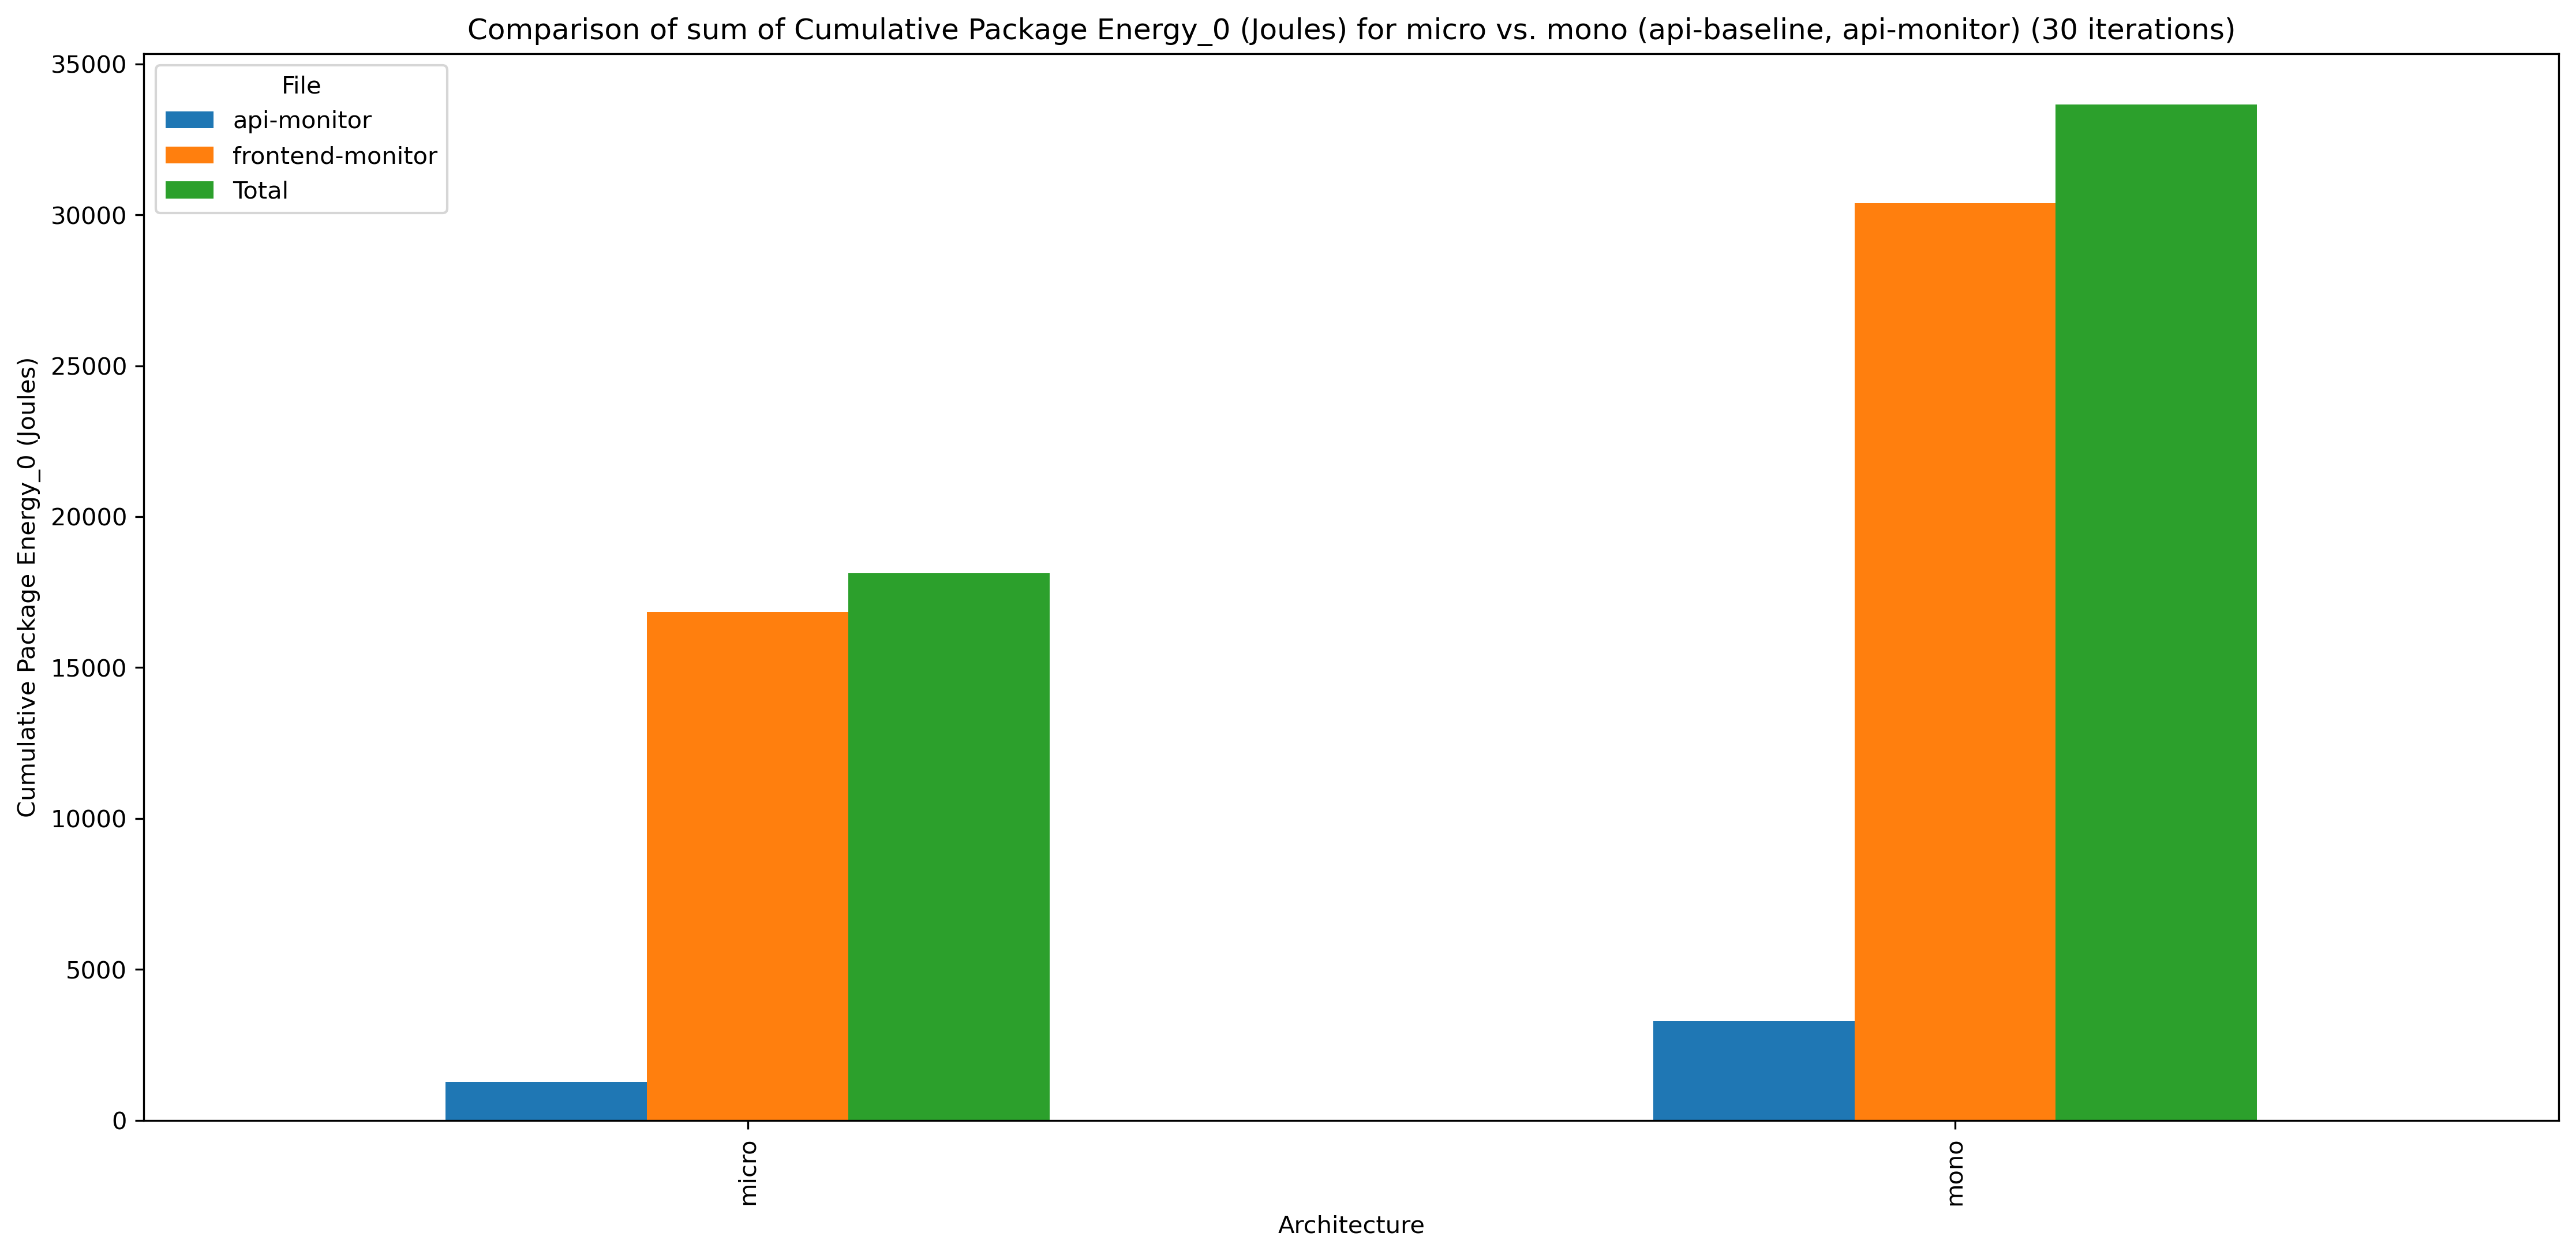 Comparison of sum of Cumulative Package Energy_0 (Joules) for micro vs. mono (api-baseline, api-monitor) (30 iterations)
File
api-monitor
frontend-monitor
Total
Cumulative Package Energy_0 (Joules)
35000
30000
25000
20000
15000
10000
5000
0
micro
mono
Architecture